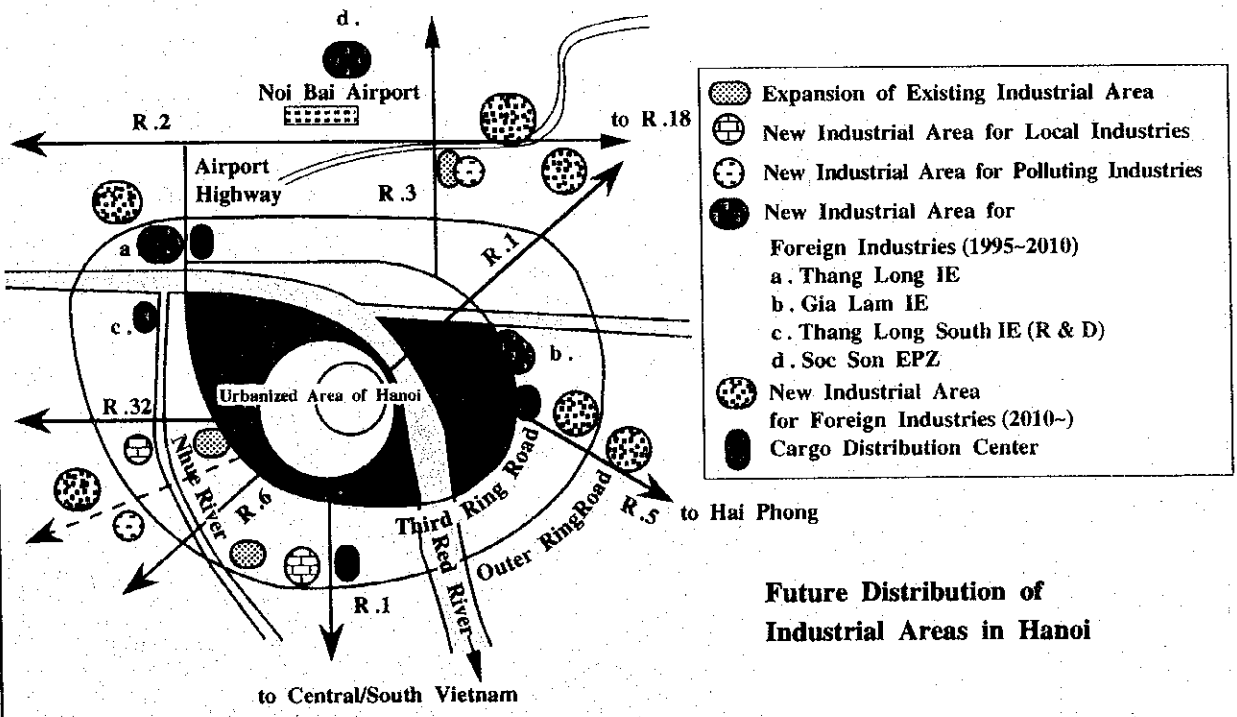 d.
Noi Bai Airport
R.2
to R.18
Airport
Highway
R.3
R.1
a.
c.
b.
Urbanized Area of Hanoi
R.32
Nhue River
R.6
Third Ring Road
Outer RingRoad
R.5
to Hai Phong
Red River
R.1
to Central/South Vietnam
Expansion of Existing Industrial Area
New Industrial Area for Local Industries
New Industrial Area for Polluting Industries
New Industrial Area for
Foreign Industries (1995~2010)
a. Thang Long IE
b. Gia Lam IE
c. Thang Long South IE (R & D)
d. Soc Son EPZ
New Industrial Area
for Foreign Industries (2010~)
Cargo Distribution Center
Future Distribution of
Industrial Areas in Hanoi